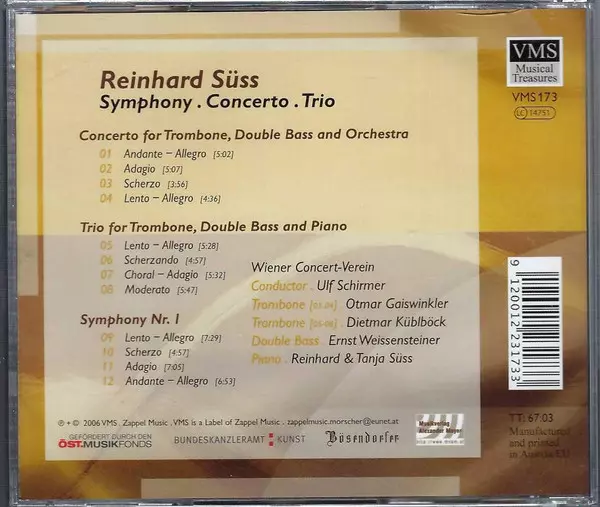 Reinhard Süss
Symphony . Concerto . Trio
VMS
Musical
Treasures
VMS173
LC 14751
Concerto for Trombone, Double Bass and Orchestra
01 Andante – Allegro [5:02]
02 Adagio [5:07]
03 Scherzo [3:56]
04 Lento – Allegro [4:36]
Trio for Trombone, Double Bass and Piano
05 Lento – Allegro [5:28]
06 Scherzando [4:57]
07 Choral – Adagio [5:32]
08 Moderato [5:47]
Symphony Nr. 1
09 Lento – Allegro [7:29]
10 Scherzo [4:57]
11 Adagio [7:05]
12 Andante – Allegro [6:53]
Wiener Concert-Verein
Conductor . Ulf Schirmer
Trombone [01-04] Otmar Gaiswinkler
Trombone [05-08] . Dietmar Küblböck
Double Bass . Ernst Weissensteiner
Piano . Reinhard & Tanja Süss
9 120012 231733
℗ + © 2006 VMS . Zappel Music . VMS is a Label of Zappel Music . zappelmusic.morscher@eunet.at
GEFÖRDERT DURCH DEN
ÖST.MUSIKFONDS
BUNDESKANZLERAMT KUNST
Bösendorfer
Musikverlag
Alexander Mayer
TT: 67:03
Manufactured
and printed
in Austria/EU